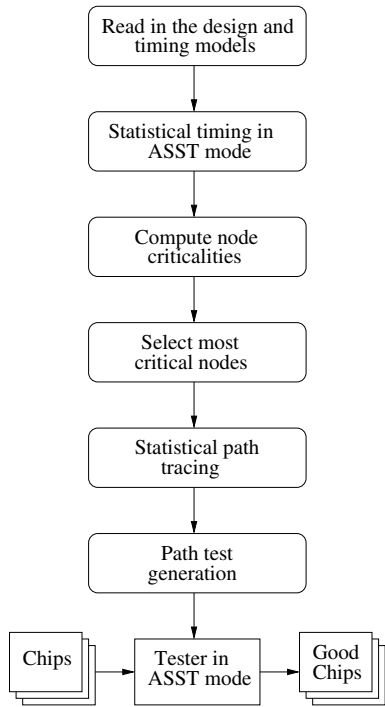 Read in the design and
timing models
Statistical timing in
ASST mode
Compute node
criticalities
Select most
critical nodes
Statistical path
tracing
Path test
generation
Chips
Tester in
ASST mode
Good
Chips